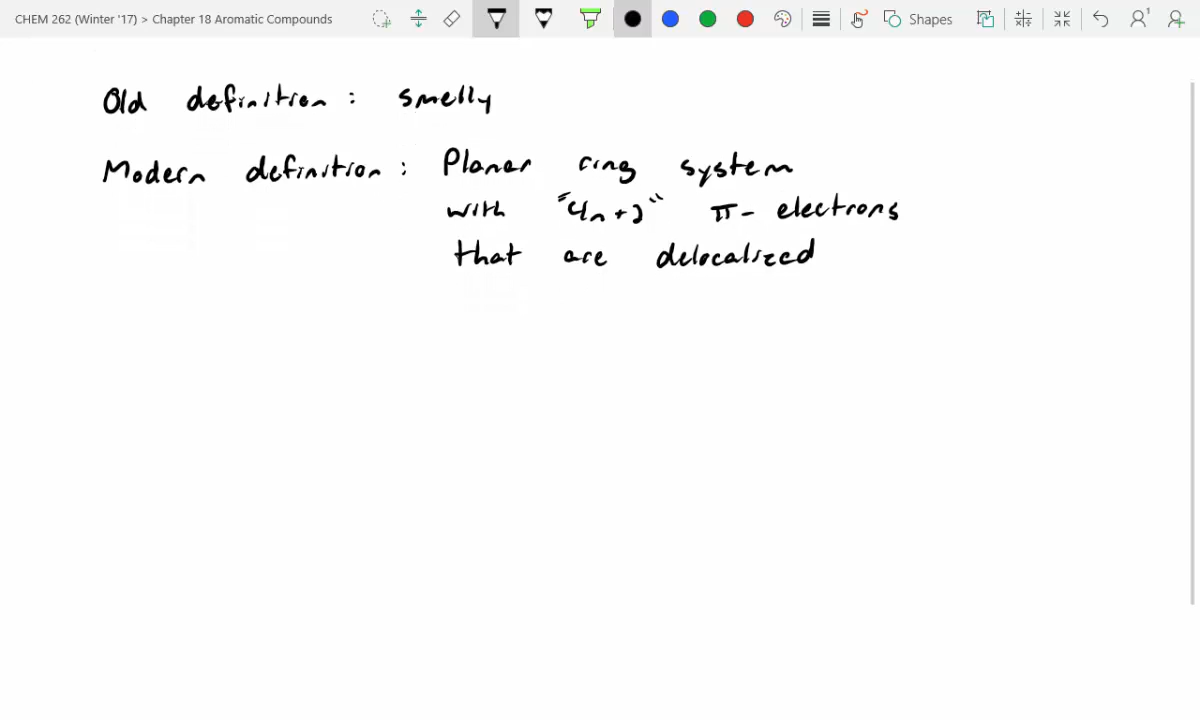 CHEM 262 (Winter '17) > Chapter 18 Aromatic Compounds
Shapes
1
Old definition : smelly
Modern definition : Planar ring system
with "4n+2" π- electrons
that are delocalized